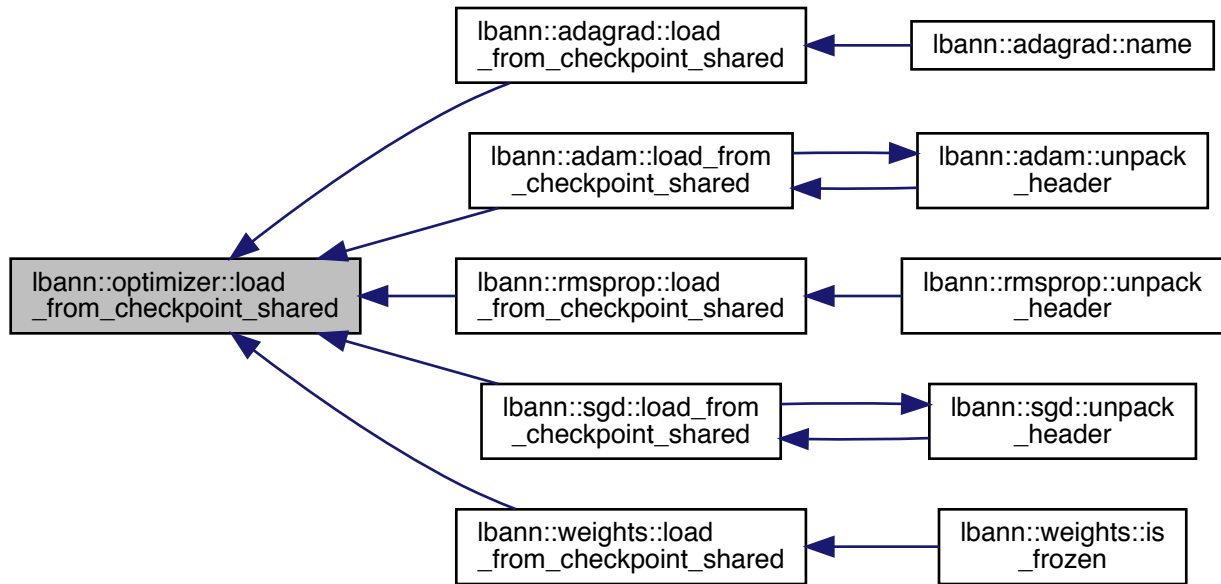 lbann::adagrad::load
_from_checkpoint_shared
lbann::adagrad::name
lbann::adam::load_from
_checkpoint_shared
lbann::adam::unpack
_header
lbann::optimizer::load
_from_checkpoint_shared
lbann::rmsprop::load
_from_checkpoint_shared
lbann::rmsprop::unpack
_header
lbann::sgd::load_from
_checkpoint_shared
lbann::sgd::unpack
_header
lbann::weights::load
_from_checkpoint_shared
lbann::weights::is
_frozen